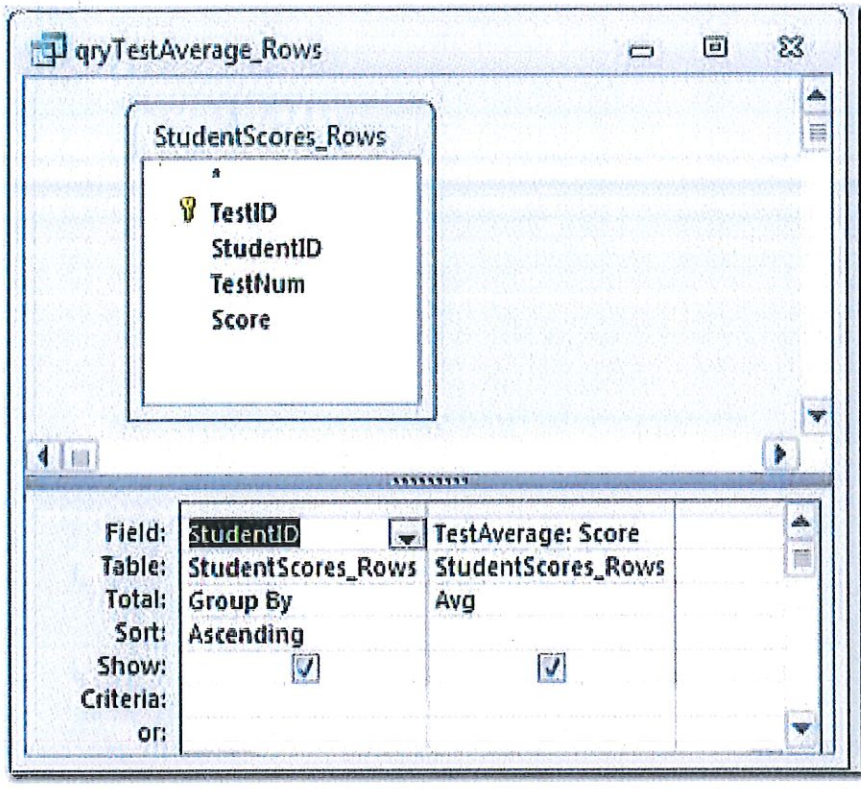 qryTestAverage_Rows
StudentScores_Rows
*
TestID
StudentID
TestNum
Score
Field: StudentID TestAverage: Score
Table: StudentScores_Rows StudentScores_Rows
Total: Group By Avg
Sort: Ascending
Show:
Criteria:
or: